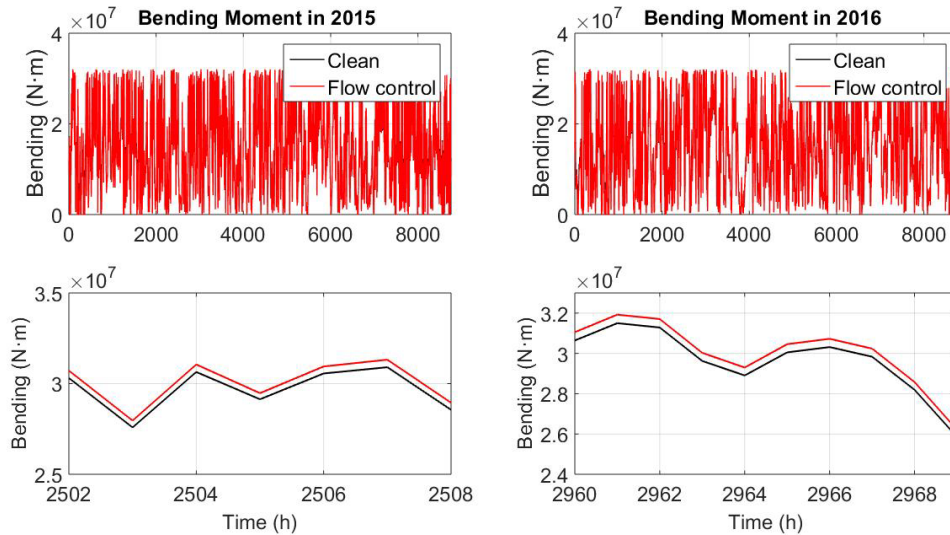 Bending Moment in 2015
×10^7
4
2
0
Bending (N·m)
Clean
Flow control
0 2000 4000 6000 8000
Bending Moment in 2016
×10^7
4
2
0
Bending (N·m)
Clean
Flow control
0 2000 4000 6000 8000
×10^7
3.5
3
2.5
Bending (N·m)
2502 2504 2506 2508
Time (h)
×10^7
3.2
3
2.8
2.6
2.4
Bending (N·m)
2960 2962 2964 2966 2968
Time (h)